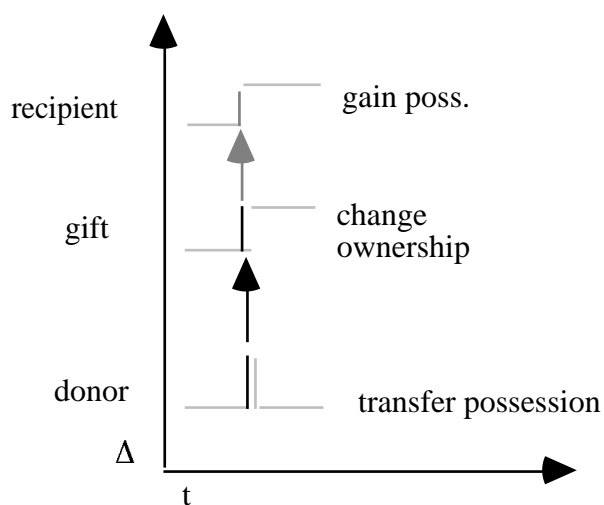 recipient
gain poss.
gift
change
ownership
donor
transfer possession
Δ
t